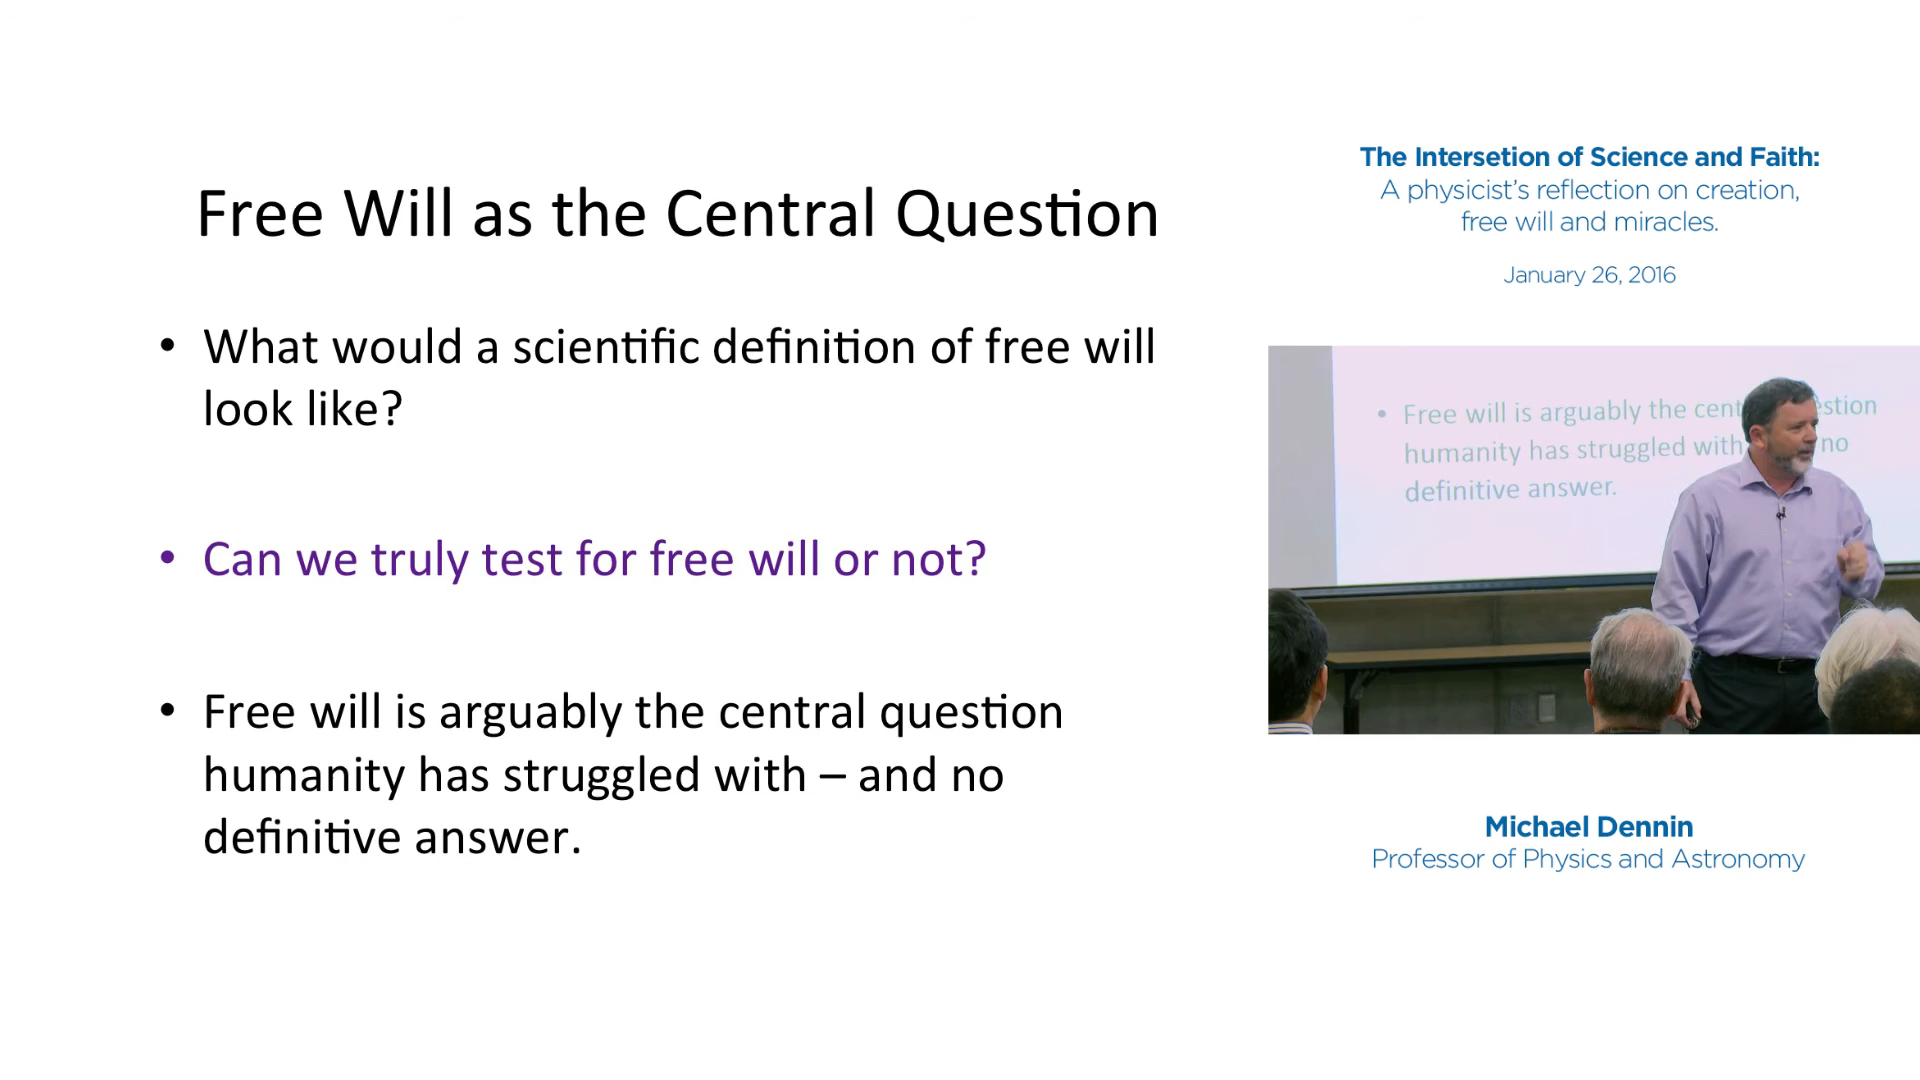 Free Will as the Central Question
• What would a scientific definition of free will
look like?
• Can we truly test for free will or not?
• Free will is arguably the central question
humanity has struggled with – and no
definitive answer.
The Intersetion of Science and Faith:
A physicist's reflection on creation,
free will and miracles.
January 26, 2016
• Free will is arguably the cent estion
humanity has struggled with no
definitive answer.
Michael Dennin
Professor of Physics and Astronomy